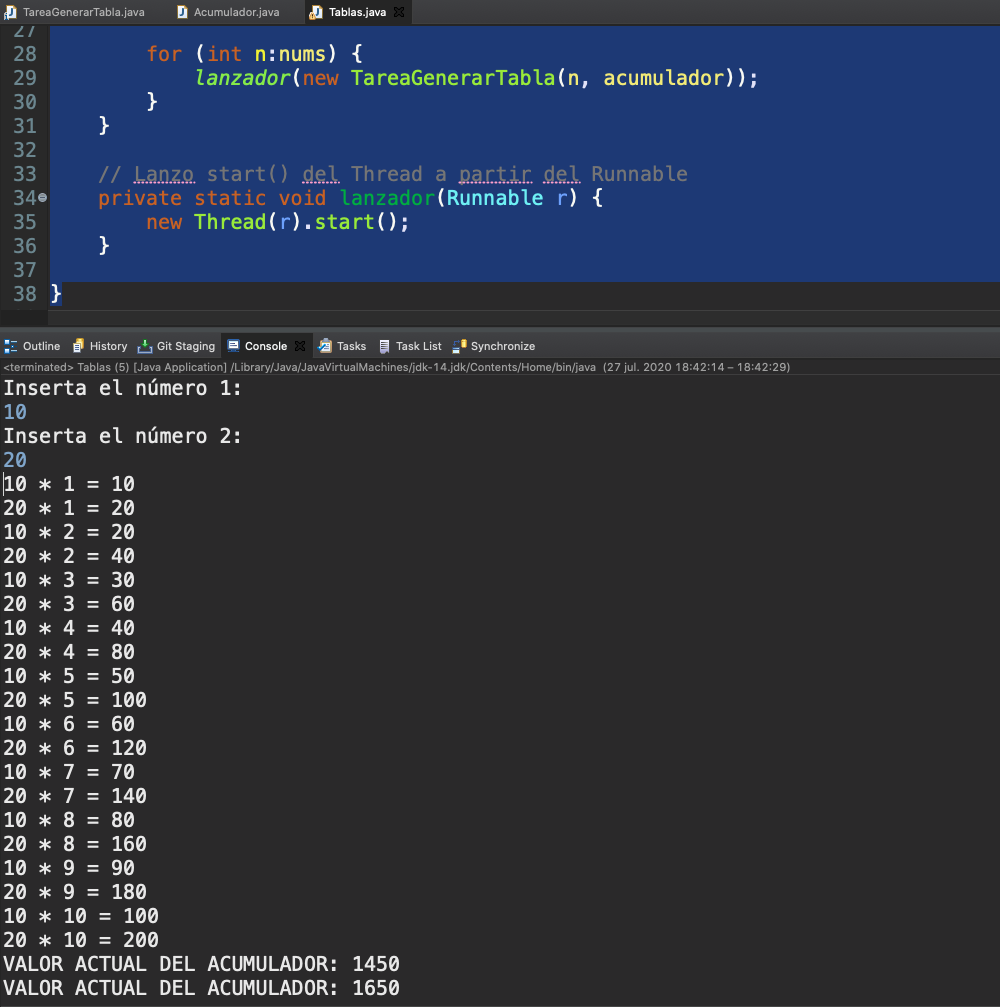 TareaGenerarTabla.java Acumulador.java Tablas.java
27
28 for (int n:nums) {
29 lanzador(new TareaGenerarTabla(n, acumulador));
30 }
31 }
32
33 // Lanzo start() del Thread a partir del Runnable
34 private static void lanzador(Runnable r) {
35 new Thread(r).start();
36 }
37
38 }
Outline History Git Staging Console Tasks Task List Synchronize
<terminated> Tablas (5) [Java Application] /Library/Java/JavaVirtualMachines/jdk-14.jdk/Contents/Home/bin/java (27 jul. 2020 18:42:14 – 18:42:29)
Inserta el número 1:
10
Inserta el número 2:
20
10 * 1 = 10
20 * 1 = 20
10 * 2 = 20
20 * 2 = 40
10 * 3 = 30
20 * 3 = 60
10 * 4 = 40
20 * 4 = 80
10 * 5 = 50
20 * 5 = 100
10 * 6 = 60
20 * 6 = 120
10 * 7 = 70
20 * 7 = 140
10 * 8 = 80
20 * 8 = 160
10 * 9 = 90
20 * 9 = 180
10 * 10 = 100
20 * 10 = 200
VALOR ACTUAL DEL ACUMULADOR: 1450
VALOR ACTUAL DEL ACUMULADOR: 1650